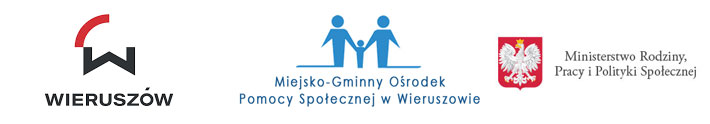 WIERUSZÓW
Miejsko-Gminny Ośrodek
Pomocy Społecznej w Wieruszowie
Ministerstwo Rodziny,
Pracy i Polityki Społecznej